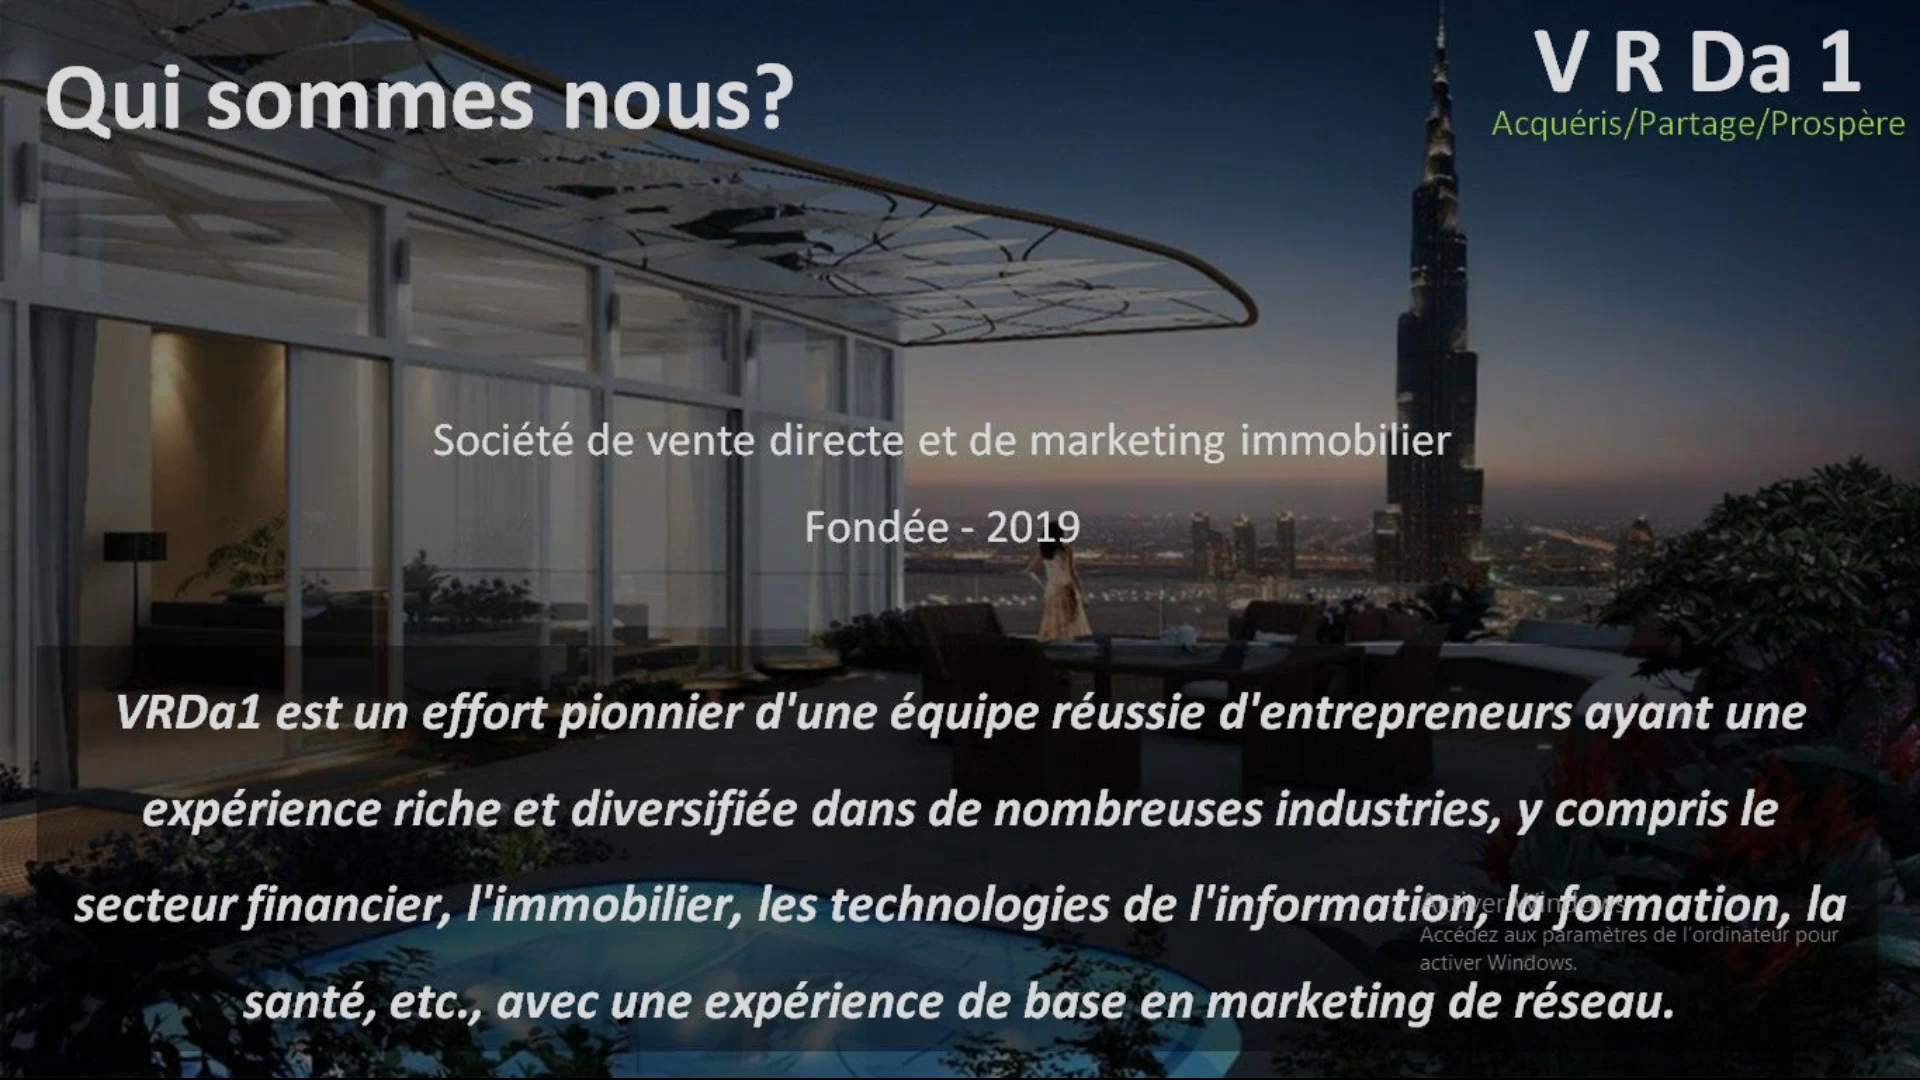 Qui sommes nous?
V R Da 1
Acquéris/Partage/Prospère
Société de vente directe et de marketing immobilier
Fondée - 2019
VRDa1 est un effort pionnier d'une équipe réussie d'entrepreneurs ayant une
expérience riche et diversifiée dans de nombreuses industries, y compris le
secteur financier, l'immobilier, les technologies de l'information, la formation, la
santé, etc., avec une expérience de base en marketing de réseau.
Activer Windows
Accédez aux paramètres de l'ordinateur pour
activer Windows.